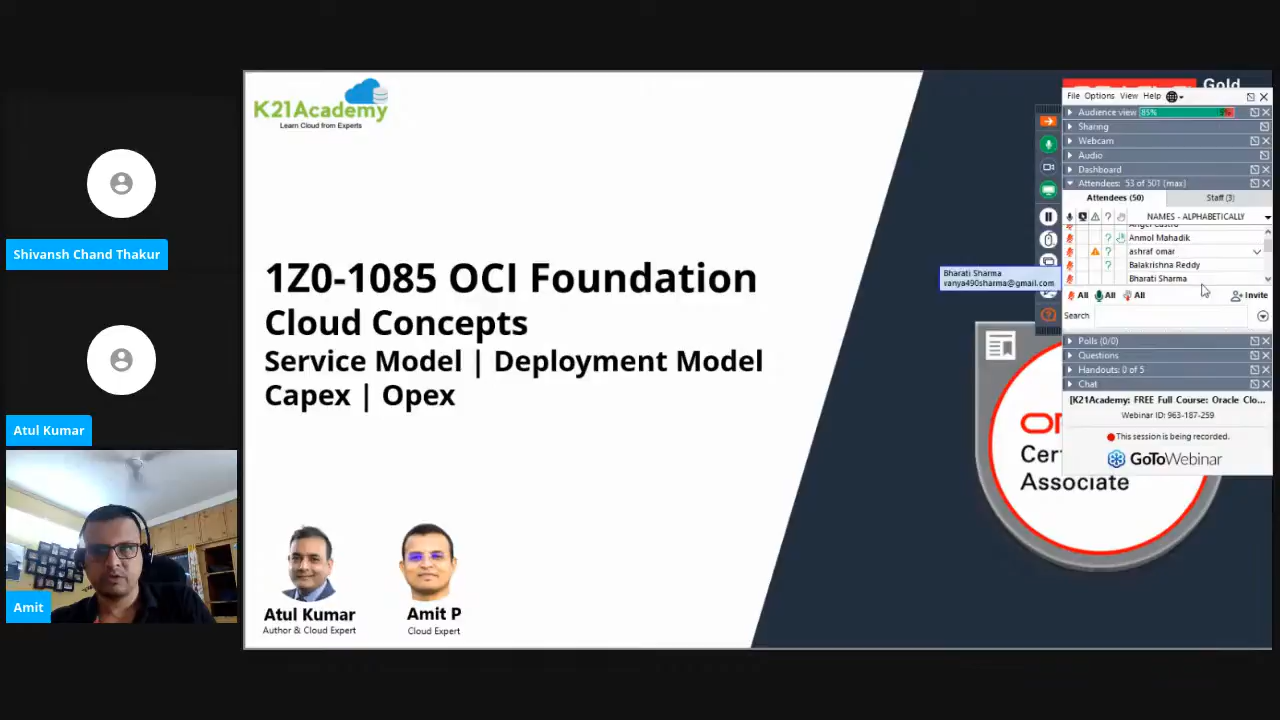 Shivansh Chand Thakur
Atul Kumar
Amit
K21Academy
Learn Cloud from Experts
1Z0-1085 OCI Foundation
Cloud Concepts
Service Model | Deployment Model
Capex | Opex
Atul Kumar
Author & Cloud Expert
Amit P
Cloud Expert
Gold
File Options View Help
Audience view 85%
Sharing
Webcam
Audio
Dashboard
Attendees: 53 of 501 (max)
Attendees (50) Staff (3)
NAMES - ALPHABETICALLY
Angel Castro
Anmol Mahadik
ashraf omar
Balakrishna Reddy
Bharati Sharma
Bharati Sharma
vanya490sharma@gmail.com
All All All Invite
Search
Polls (0/0)
Questions
Handouts: 0 of 5
Chat
[K21Academy: FREE Full Course: Oracle Clo...
Webinar ID: 963-187-259
This session is being recorded.
GoToWebinar
Associate